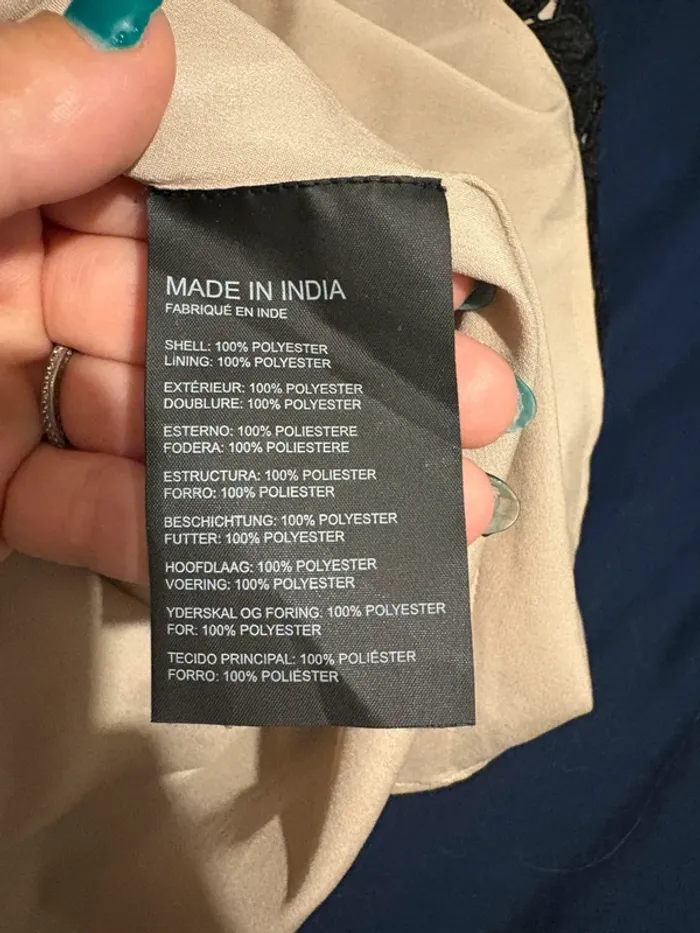 MADE IN INDIA
FABRIQUÉ EN INDE
SHELL: 100% POLYESTER
LINING: 100% POLYESTER
EXTÉRIEUR: 100% POLYESTER
DOUBLURE: 100% POLYESTER
ESTERNO: 100% POLIESTERE
FODERA: 100% POLIESTERE
ESTRUCTURA: 100% POLIESTER
FORRO: 100% POLIESTER
BESCHICHTUNG: 100% POLYESTER
FUTTER: 100% POLYESTER
HOOFDLAAG: 100% POLYESTER
VOERING: 100% POLYESTER
YDERSKAL OG FORING: 100% POLYESTER
FOR: 100% POLYESTER
TECIDO PRINCIPAL: 100% POLIÉSTER
FORRO: 100% POLIÉSTER